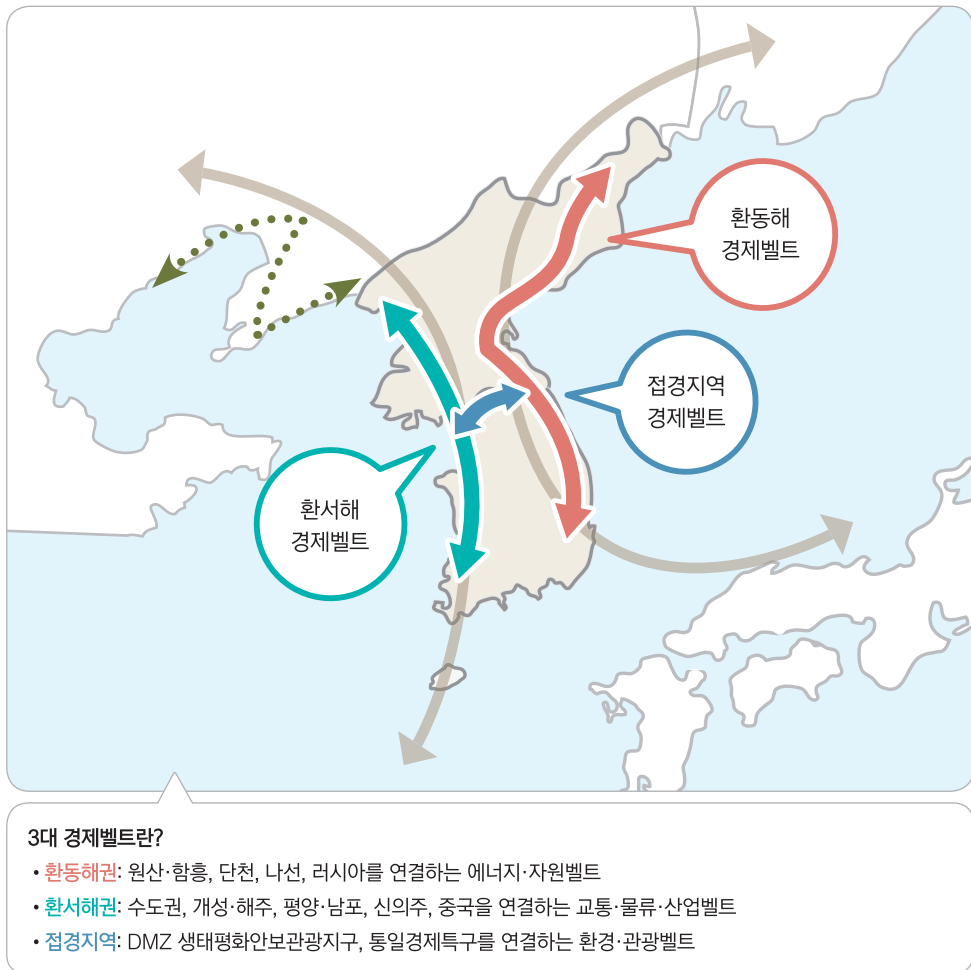 환동해
경제벨트
접경지역
경제벨트
환서해
경제벨트
3대 경제벨트란?
• 환동해권: 원산·함흥, 단천, 나선, 러시아를 연결하는 에너지·자원벨트
• 환서해권: 수도권, 개성·해주, 평양·남포, 신의주, 중국을 연결하는 교통·물류·산업벨트
• 접경지역: DMZ 생태평화안보관광지구, 통일경제특구를 연결하는 환경·관광벨트